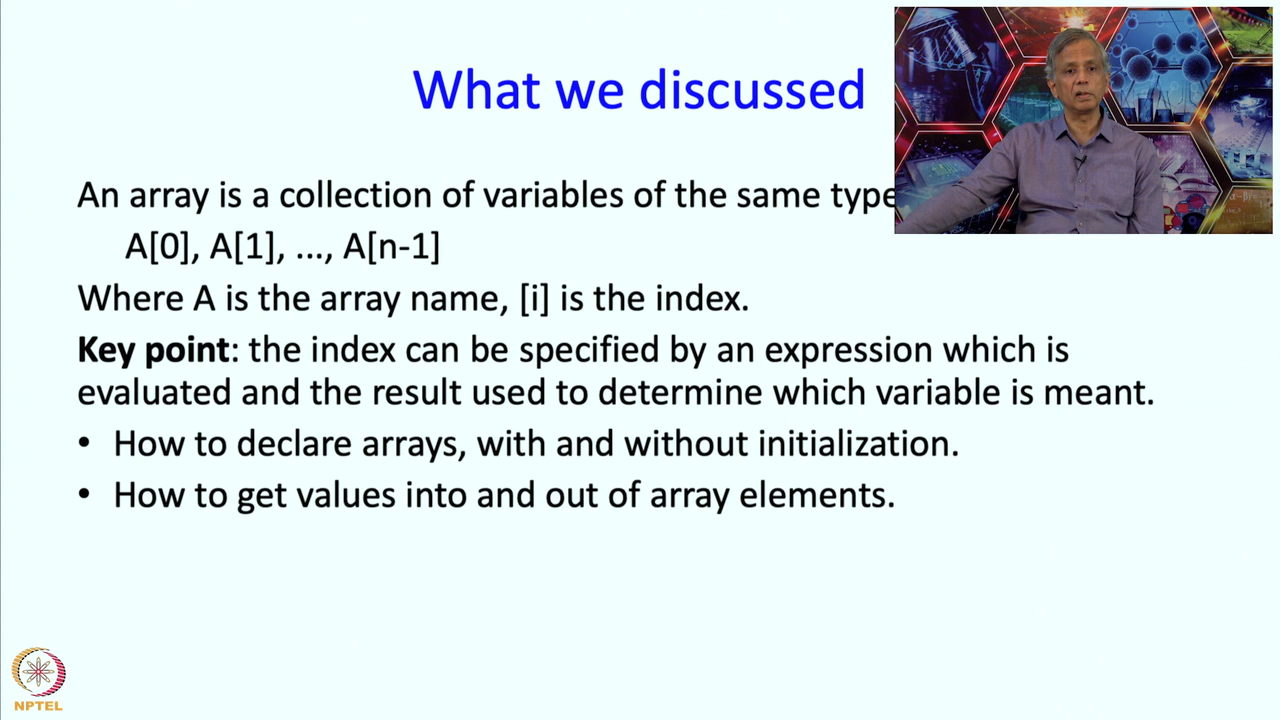 What we discussed
An array is a collection of variables of the same type
A[0], A[1], ..., A[n-1]
Where A is the array name, [i] is the index.
Key point: the index can be specified by an expression which is
evaluated and the result used to determine which variable is meant.
• How to declare arrays, with and without initialization.
• How to get values into and out of array elements.
NPTEL